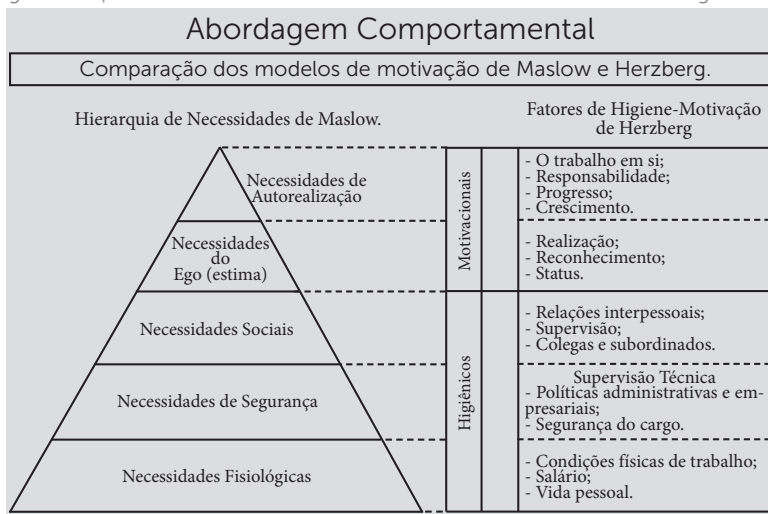 Abordagem Comportamental
Comparação dos modelos de motivação de Maslow e Herzberg.
Hierarquia de Necessidades de Maslow.
Necessidades de
Autorealização
Necessidades
do
Ego (estima)
Necessidades Sociais
Necessidades de Segurança
Necessidades Fisiológicas
Motivacionais
Higiênicos
Fatores de Higiene-Motivação
de Herzberg
- O trabalho em si;
- Responsabilidade;
- Progresso;
- Crescimento.
- Realização;
- Reconhecimento;
- Status.
- Relações interpessoais;
- Supervisão;
- Colegas e subordinados.
Supervisão Técnica
- Políticas administrativas e em-
presariais;
- Segurança do cargo.
- Condições físicas de trabalho;
- Salário;
- Vida pessoal.